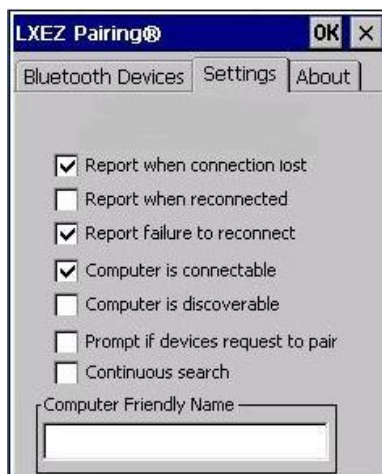 LXEZ Pairing® OK ×
Bluetooth Devices Settings About
Report when connection lost
Report when reconnected
Report failure to reconnect
Computer is connectable
Computer is discoverable
Prompt if devices request to pair
Continuous search
Computer Friendly Name